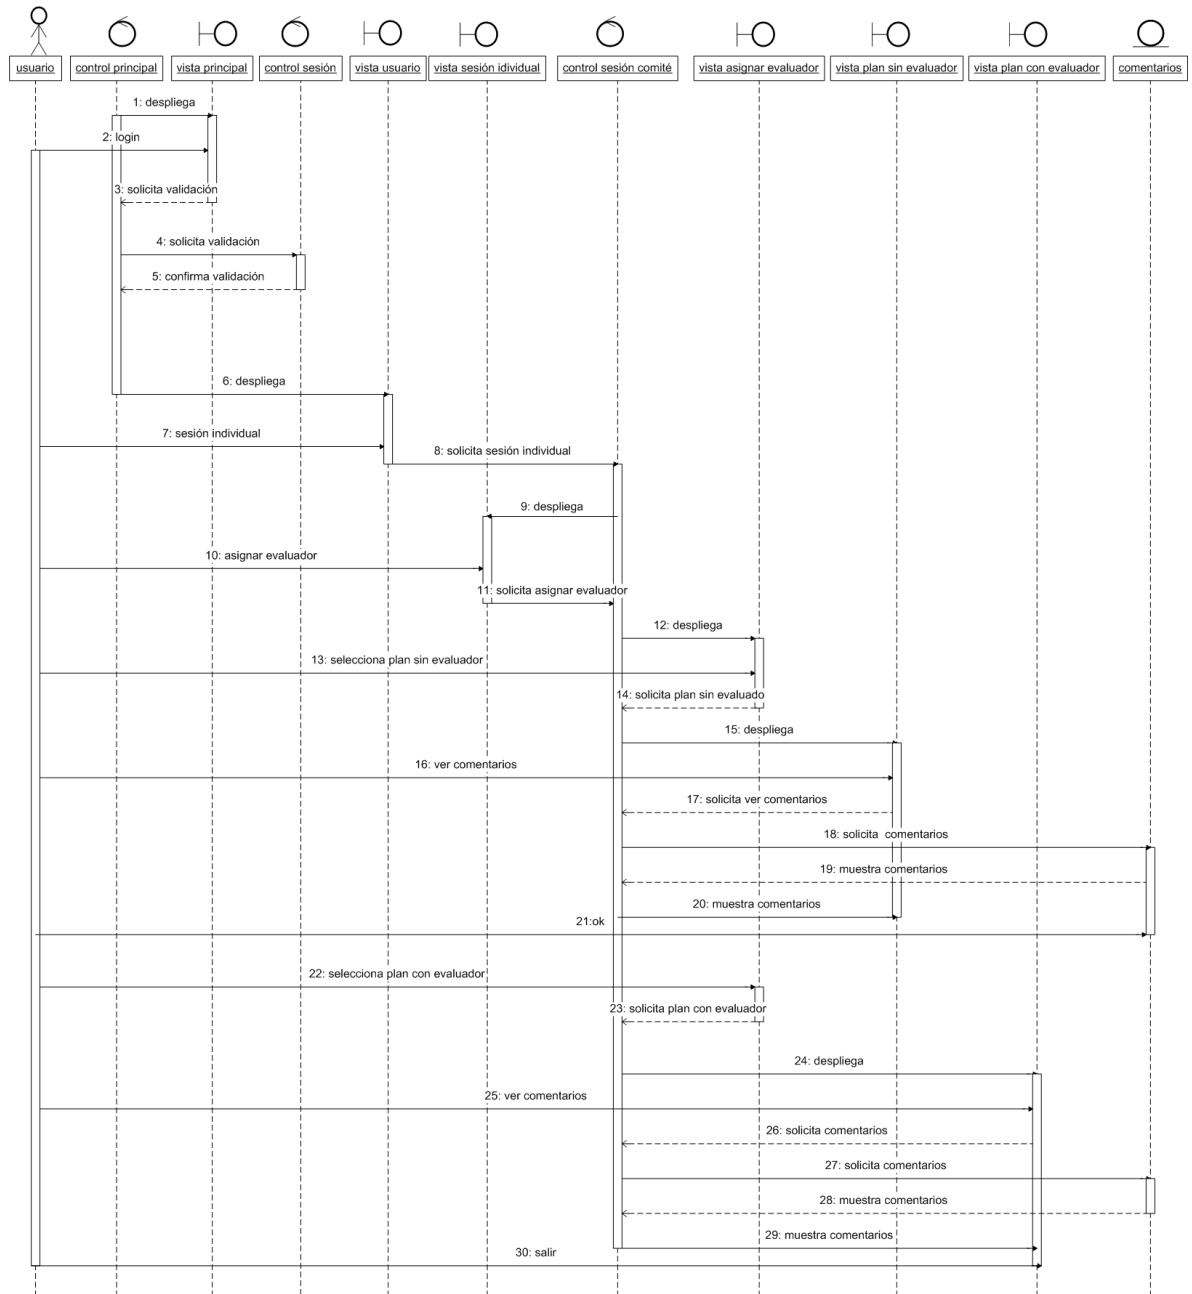 usuario
control principal
vista principal
control sesión
vista usuario
vista sesión idividual
control sesión comité
vista asignar evaluador
vista plan sin evaluador
vista plan con evaluador
comentarios
1: despliega
2: login
3: solicita validación
4: solicita validación
5: confirma validación
6: despliega
7: sesión individual
8: solicita sesión individual
9: despliega
10: asignar evaluador
11: solicita asignar evaluador
12: despliega
13: selecciona plan sin evaluador
14: solicita plan sin evaluado
15: despliega
16: ver comentarios
17: solicita ver comentarios
18: solicita comentarios
19: muestra comentarios
20: muestra comentarios
21:ok
22: selecciona plan con evaluador
23: solicita plan con evaluador
24: despliega
25: ver comentarios
26: solicita comentarios
27: solicita comentarios
28: muestra comentarios
29: muestra comentarios
30: salir